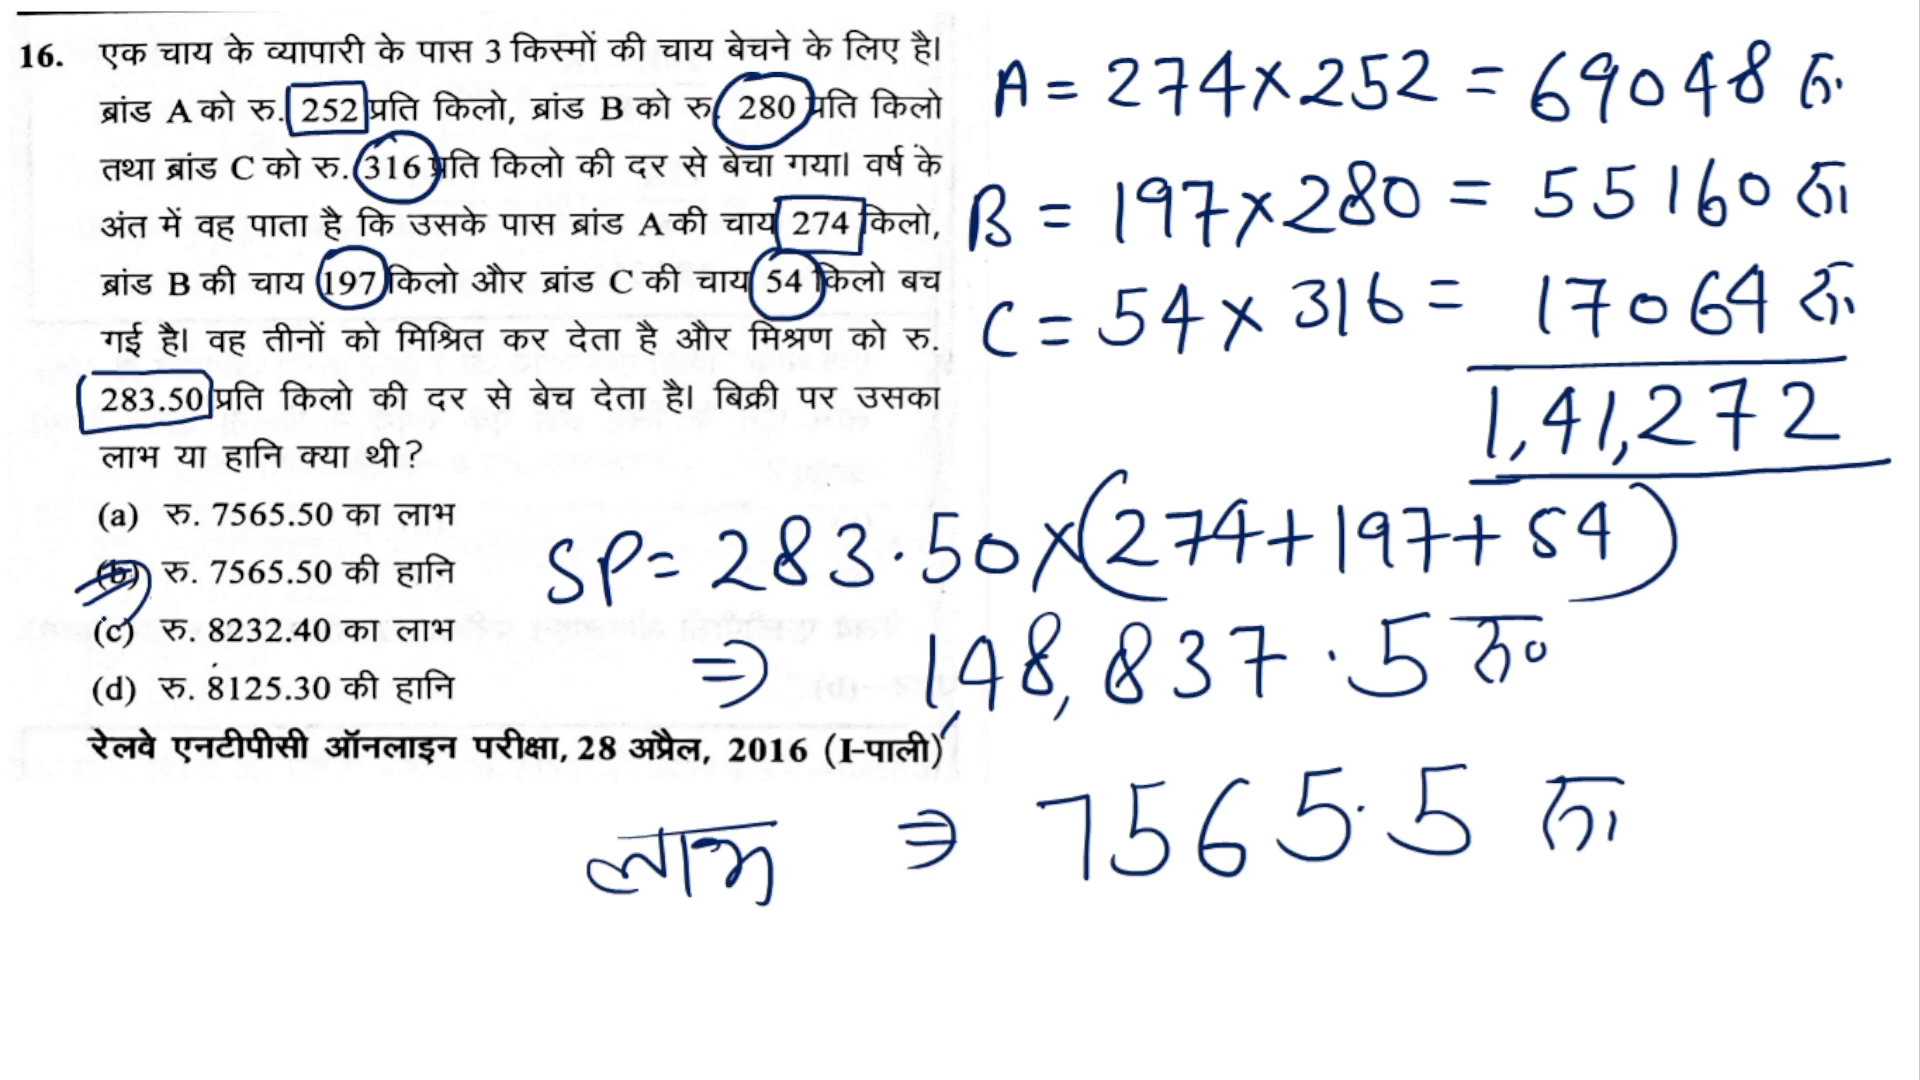 16. एक चाय के व्यापारी के पास 3 किस्मों की चाय बेचने के लिए है।
ब्रांड A को रु. 252 प्रति किलो, ब्रांड B को रु. 280 प्रति किलो
तथा ब्रांड C को रु. 316 प्रति किलो की दर से बेचा गया। वर्ष के
अंत में वह पाता है कि उसके पास ब्रांड A की चाय 274 किलो,
ब्रांड B की चाय 197 किलो और ब्रांड C की चाय 54 किलो बच
गई है। वह तीनों को मिश्रित कर देता है और मिश्रण को रु.
283.50 प्रति किलो की दर से बेच देता है। बिक्री पर उसका
लाभ या हानि क्या थी?
(a) रु. 7565.50 का लाभ
(b) रु. 7565.50 की हानि
(c) रु. 8232.40 का लाभ
(d) रु. 8125.30 की हानि
रेलवे एनटीपीसी ऑनलाइन परीक्षा, 28 अप्रैल, 2016 (I-पाली)
A = 274×252 = 69048 रु.
B = 197×280 = 55160 रु
C = 54×316 = 17064 रु.
1,41,272
SP = 283.50×(274+197+54)
⇒ 1,48,837.5 रु०
लाभ ⇒ 7565.5 रु